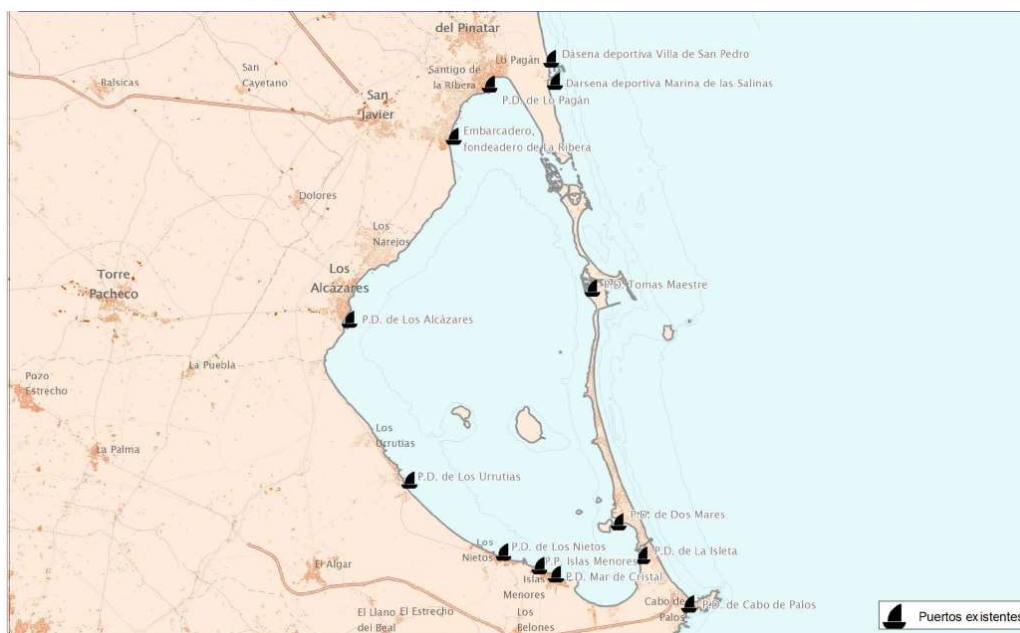 del Pinatar
Lo Pagán
Dásena deportiva Villa de San Pedro
Balsicas
San
Cayetano
Santigo de
la Ribera
Darsena deportiva Marina de las Salinas
P.D. de Lo Pagán
San
Javier
Embarcadero,
fondeadero de La Ribera
Dolores
Los
Narejos
Torre
Pacheco
Los
Alcázares
P.D. Tomas Maestre
P.D. de Los Alcázares
La Puebla
Pozo
Estrecho
La Palma
Los
Urrutias
P.D. de Los Urrutias
P.D. de Dos Mares
Los
Nietos
P.D. de Los Nietos
P.P. Islas Menores
P.D. de La Isleta
El Algar
Islas
Menores
P.D. Mar de Cristal
El Llano
del Beal
El Estrecho
Los
Belones
Cabo de
Palos
P.D. de Cabo de Palos
Puertos existentes